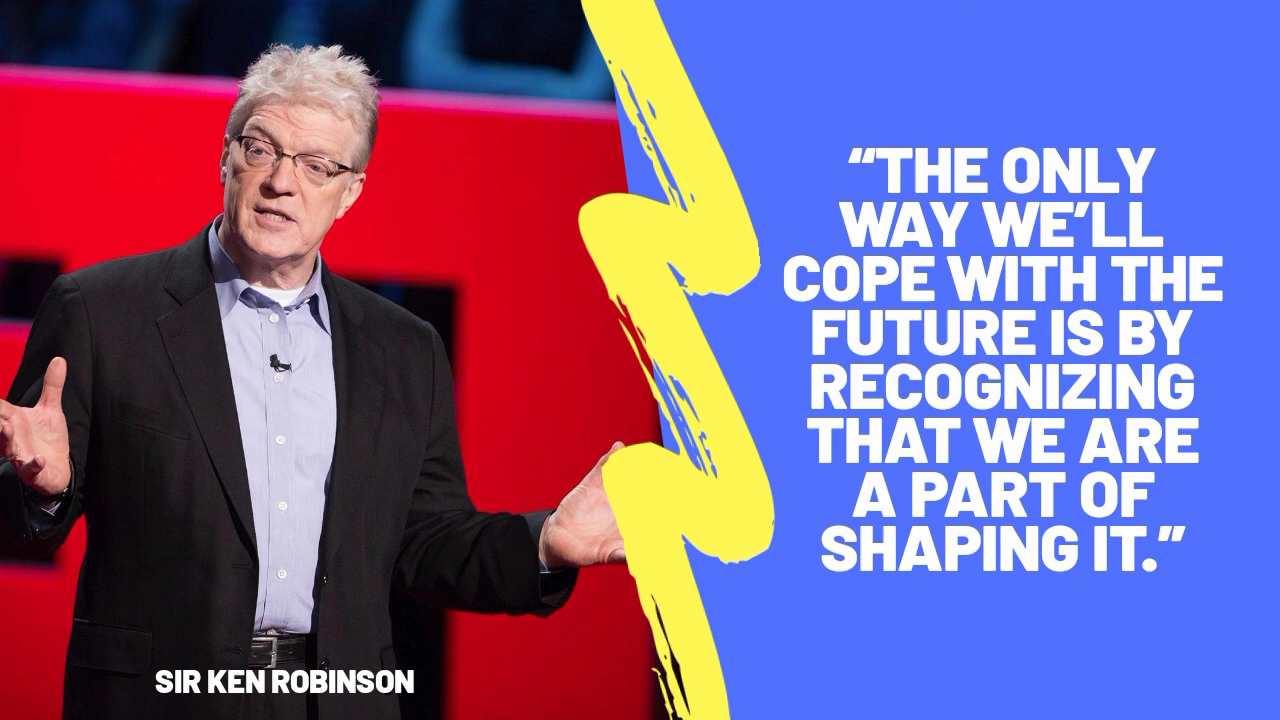 “THE ONLY
WAY WE’LL
COPE WITH THE
FUTURE IS BY
RECOGNIZING
THAT WE ARE
A PART OF
SHAPING IT.”
SIR KEN ROBINSON